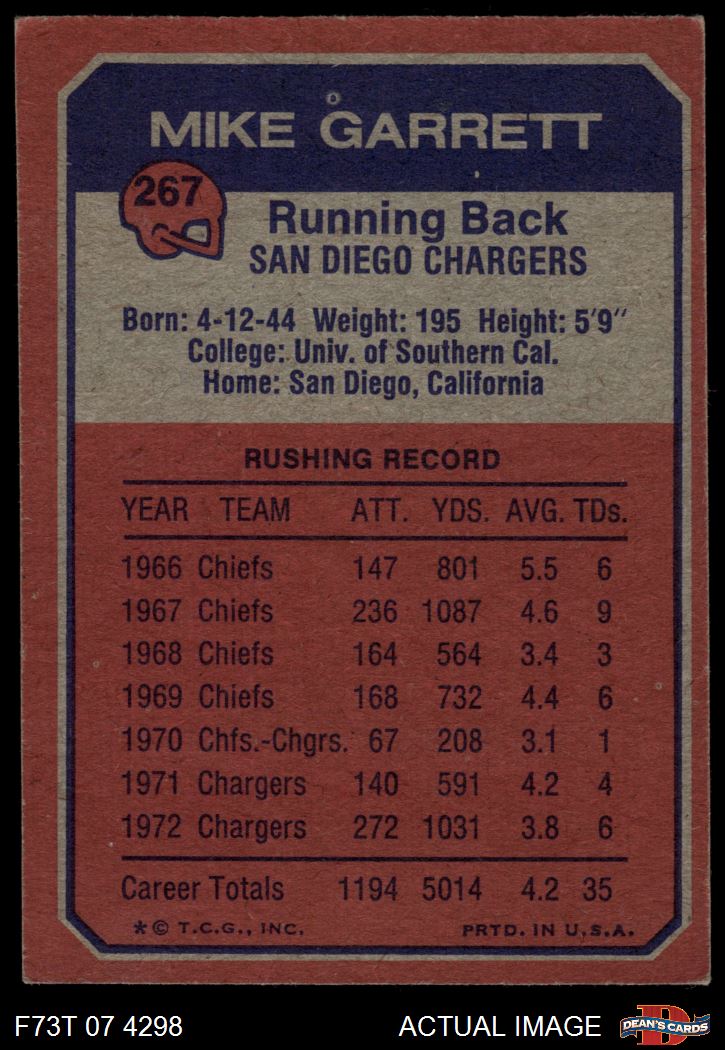 MIKE GARRETT
267
Running Back
SAN DIEGO CHARGERS
Born: 4-12-44 Weight: 195 Height: 5'9"
College: Univ. of Southern Cal.
Home: San Diego, California
RUSHING RECORD
YEAR TEAM ATT. YDS. AVG. TDs.
1966 Chiefs 147 801 5.5 6
1967 Chiefs 236 1087 4.6 9
1968 Chiefs 164 564 3.4 3
1969 Chiefs 168 732 4.4 6
1970 Chfs.-Chgrs. 67 208 3.1 1
1971 Chargers 140 591 4.2 4
1972 Chargers 272 1031 3.8 6
Career Totals 1194 5014 4.2 35
*© T.C.G., INC. PRTD. IN U.S.A.
F73T 07 4298 ACTUAL IMAGE D DEAN'S CARDS